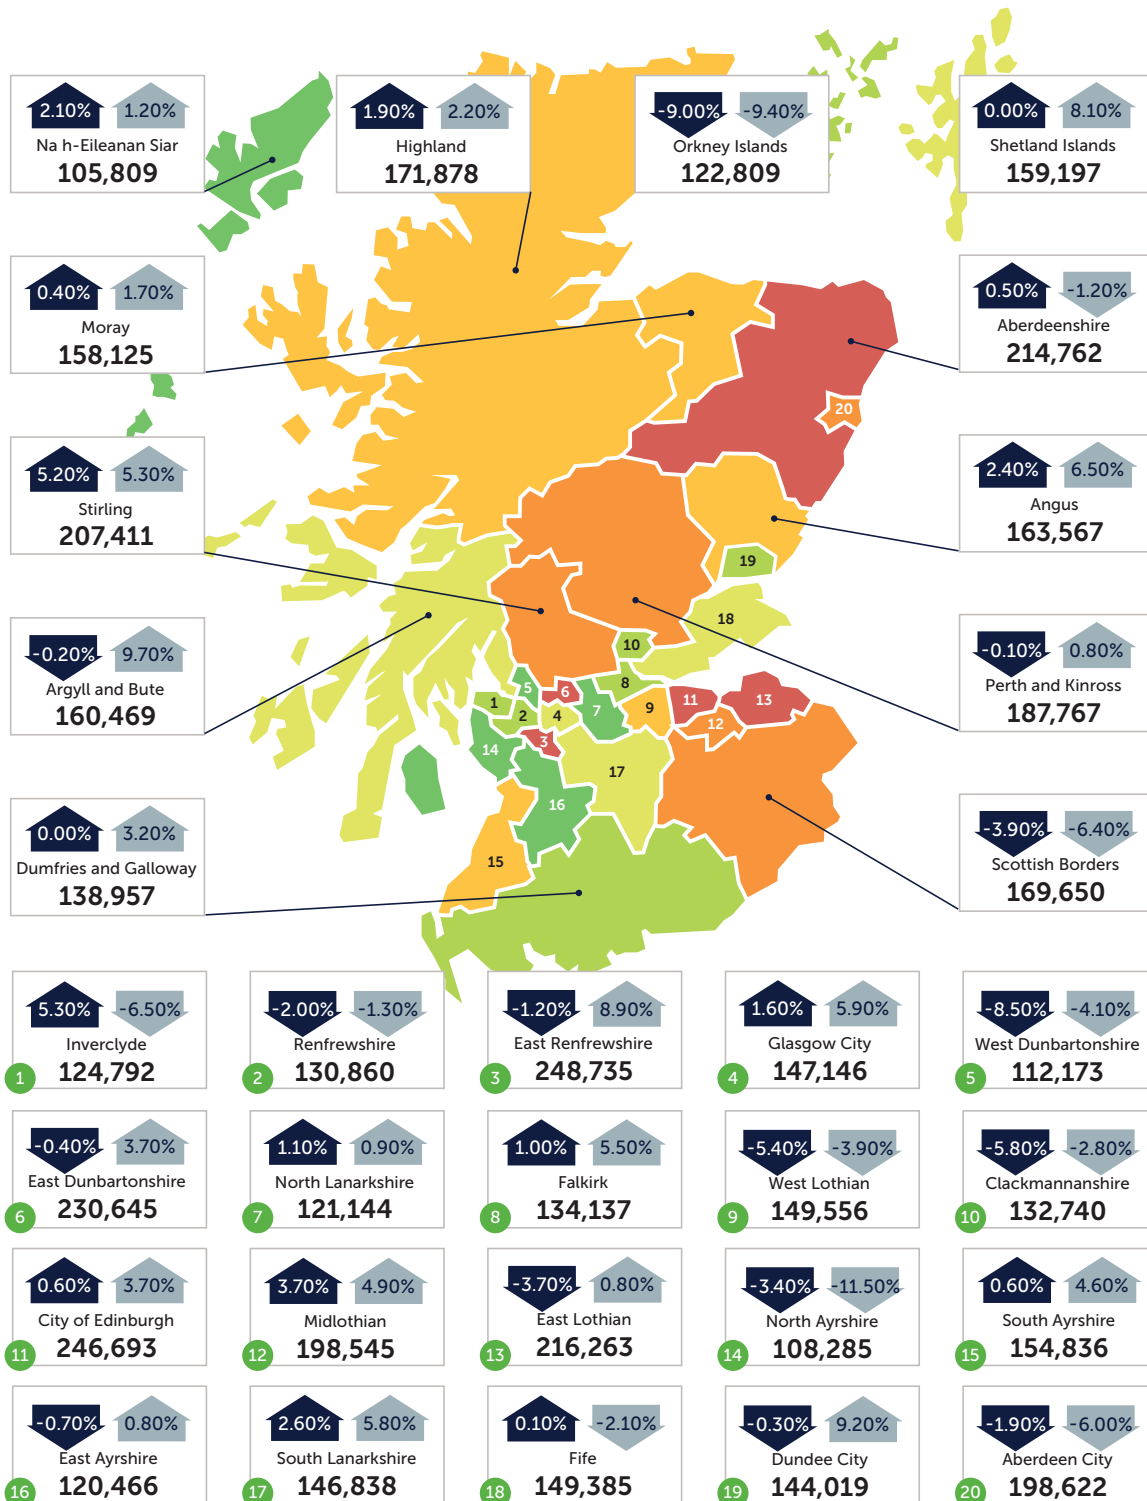 2.10% 1.20%
Na h-Eileanan Siar
105,809
1.90% 2.20%
Highland
171,878
-9.00% -9.40%
Orkney Islands
122,809
0.00% 8.10%
Shetland Islands
159,197
0.40% 1.70%
Moray
158,125
0.50% -1.20%
Aberdeenshire
214,762
5.20% 5.30%
Stirling
207,411
2.40% 6.50%
Angus
163,567
-0.20% 9.70%
Argyll and Bute
160,469
-0.10% 0.80%
Perth and Kinross
187,767
0.00% 3.20%
Dumfries and Galloway
138,957
-3.90% -6.40%
Scottish Borders
169,650
20
19
18
10
5
6
8
1
2
4
7
9
11
13
12
3
14
17
16
15
5.30% -6.50%
Inverclyde
1 124,792
-2.00% -1.30%
Renfrewshire
2 130,860
-1.20% 8.90%
East Renfrewshire
3 248,735
1.60% 5.90%
Glasgow City
4 147,146
-8.50% -4.10%
West Dunbartonshire
5 112,173
-0.40% 3.70%
East Dunbartonshire
6 230,645
1.10% 0.90%
North Lanarkshire
7 121,144
1.00% 5.50%
Falkirk
8 134,137
-5.40% -3.90%
West Lothian
9 149,556
-5.80% -2.80%
Clackmannanshire
10 132,740
0.60% 3.70%
City of Edinburgh
11 246,693
3.70% 4.90%
Midlothian
12 198,545
-3.70% 0.80%
East Lothian
13 216,263
-3.40% -11.50%
North Ayrshire
14 108,285
0.60% 4.60%
South Ayrshire
15 154,836
-0.70% 0.80%
East Ayrshire
16 120,466
2.60% 5.80%
South Lanarkshire
17 146,838
0.10% -2.10%
Fife
18 149,385
-0.30% 9.20%
Dundee City
19 144,019
-1.90% -6.00%
Aberdeen City
20 198,622